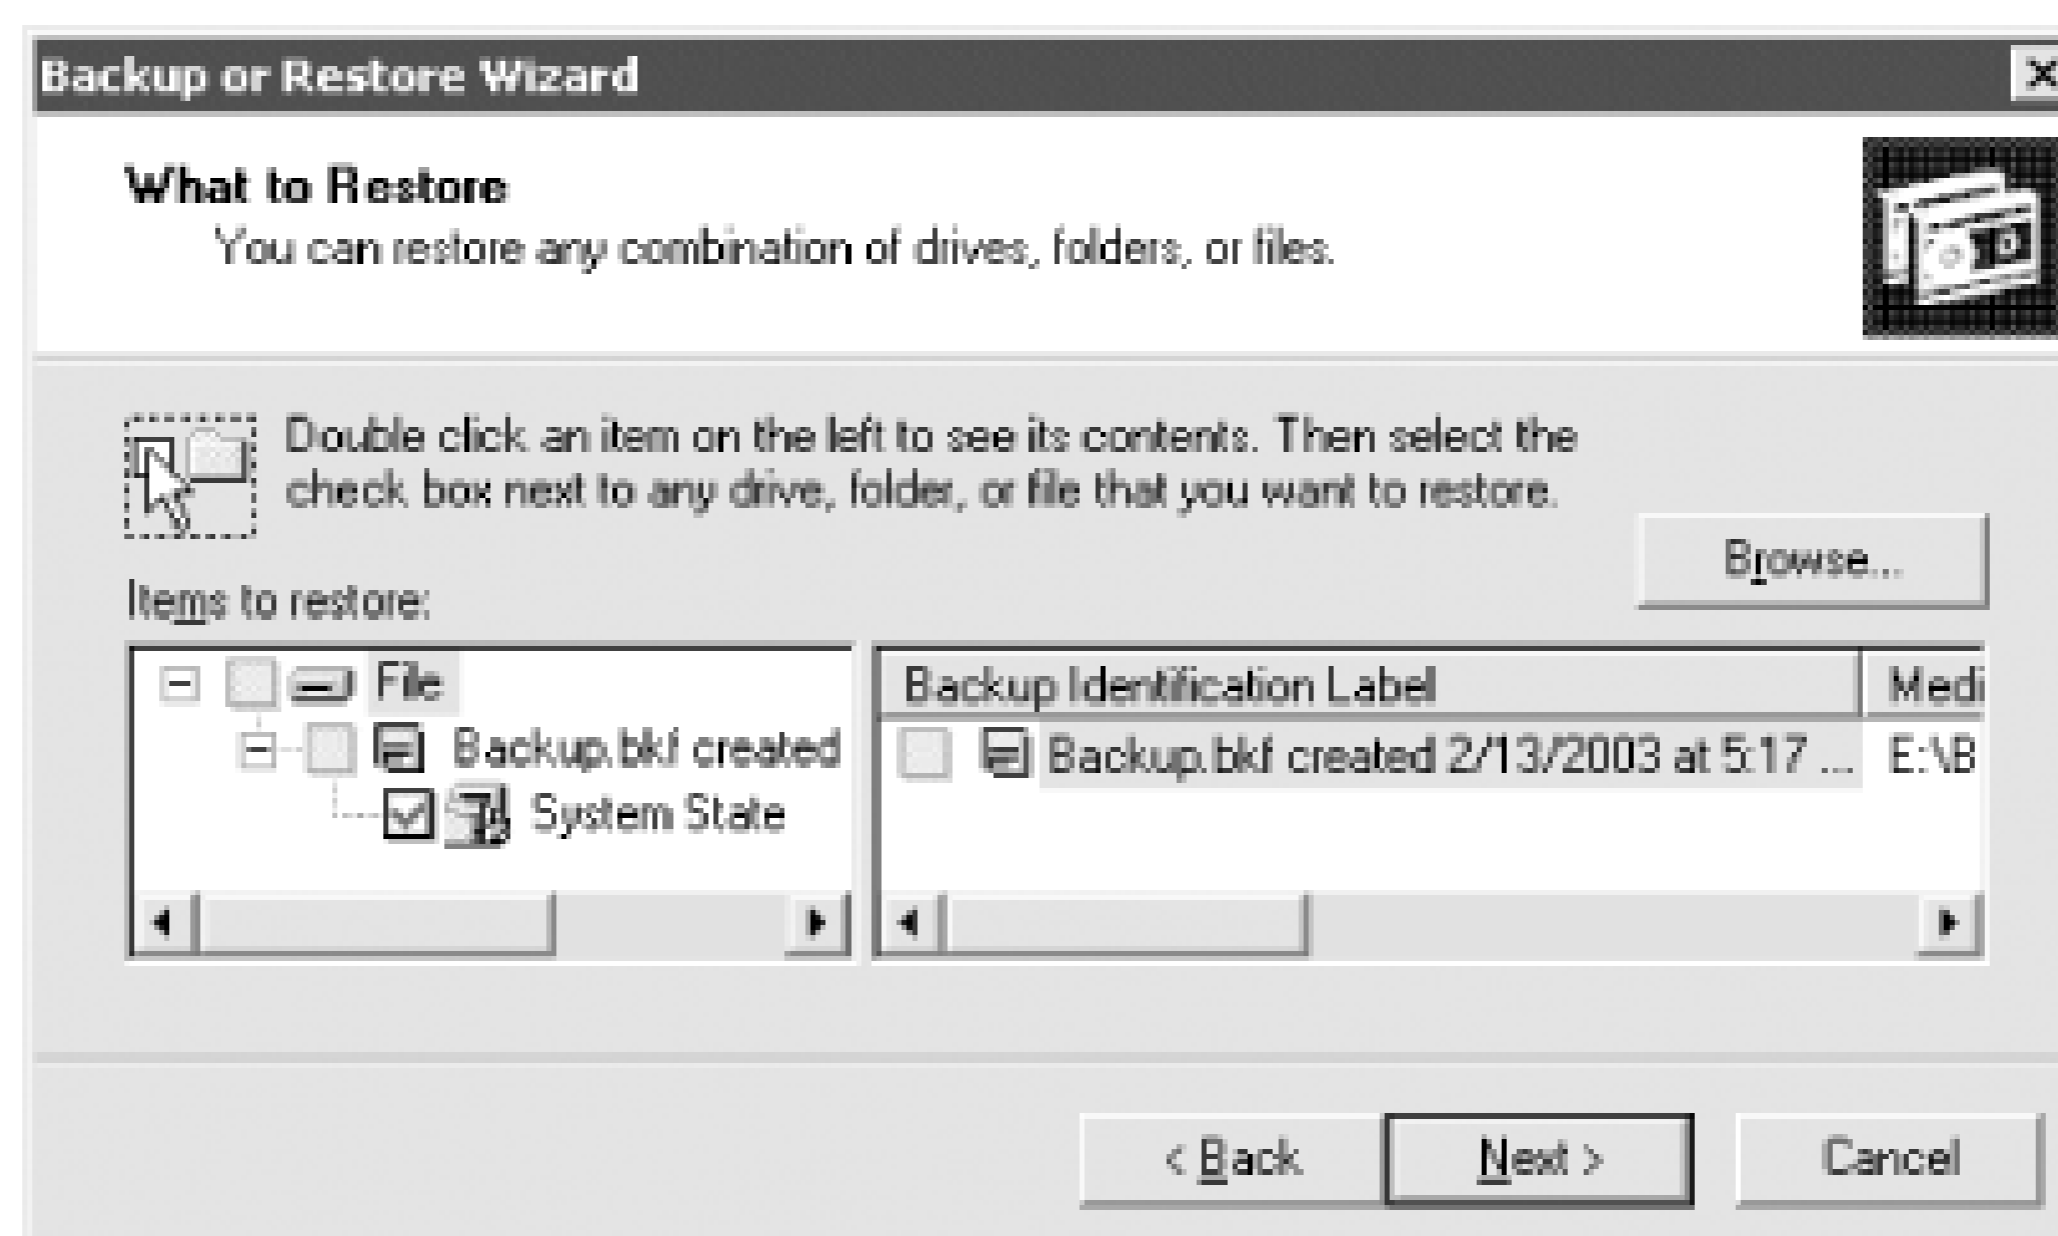 Backup or Restore Wizard
What to Restore
You can restore any combination of drives, folders, or files.
Double click an item on the left to see its contents. Then select the
check box next to any drive, folder, or file that you want to restore.
Browse...
Items to restore:
File
Backup.bkf created
System State
Backup Identification Label
Medi
Backup.bkf created 2/13/2003 at 5:17 ...
E:\B
< Back
Next >
Cancel